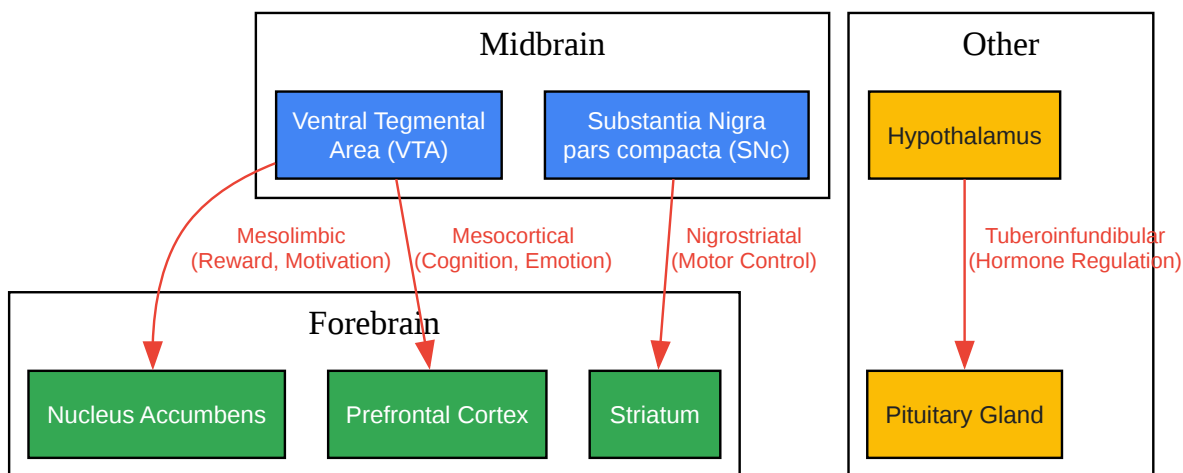 Midbrain
Other
Ventral Tegmental
Area (VTA)
Substantia Nigra
pars compacta (SNc)
Hypothalamus
Mesolimbic
(Reward, Motivation)
Mesocortical
(Cognition, Emotion)
Nigrostriatal
(Motor Control)
Tuberoinfundibular
(Hormone Regulation)
Forebrain
Nucleus Accumbens
Prefrontal Cortex
Striatum
Pituitary Gland